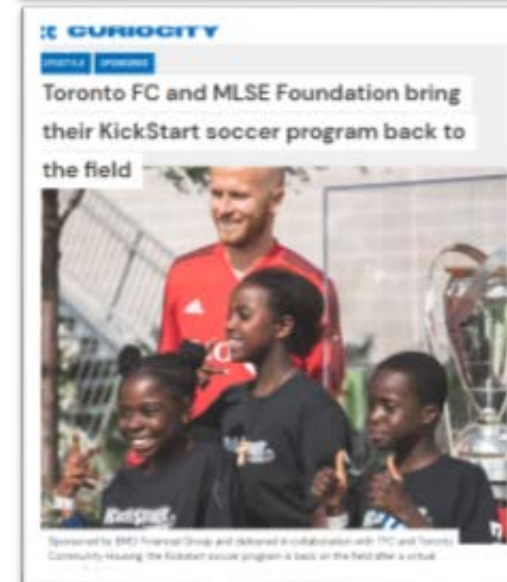 CURIOCITY
SPONSORED
Toronto FC and MLSE Foundation bring
their KickStart soccer program back to
the field
KickStart
Sponsored by BMO Financial Group and delivered in collaboration with TFC and Toronto
Community Housing, the Kickstart soccer program is back on the field after a virtual